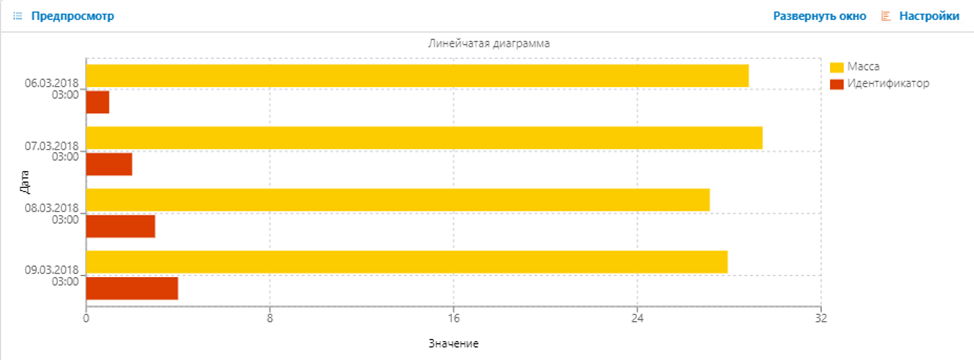 Предпросмотр
Развернуть окно
Настройки
Линейчатая диаграмма
Масса
Идентификатор
Дата
06.03.2018
03:00
07.03.2018
03:00
08.03.2018
03:00
09.03.2018
03:00
0 8 16 24 32
Значение